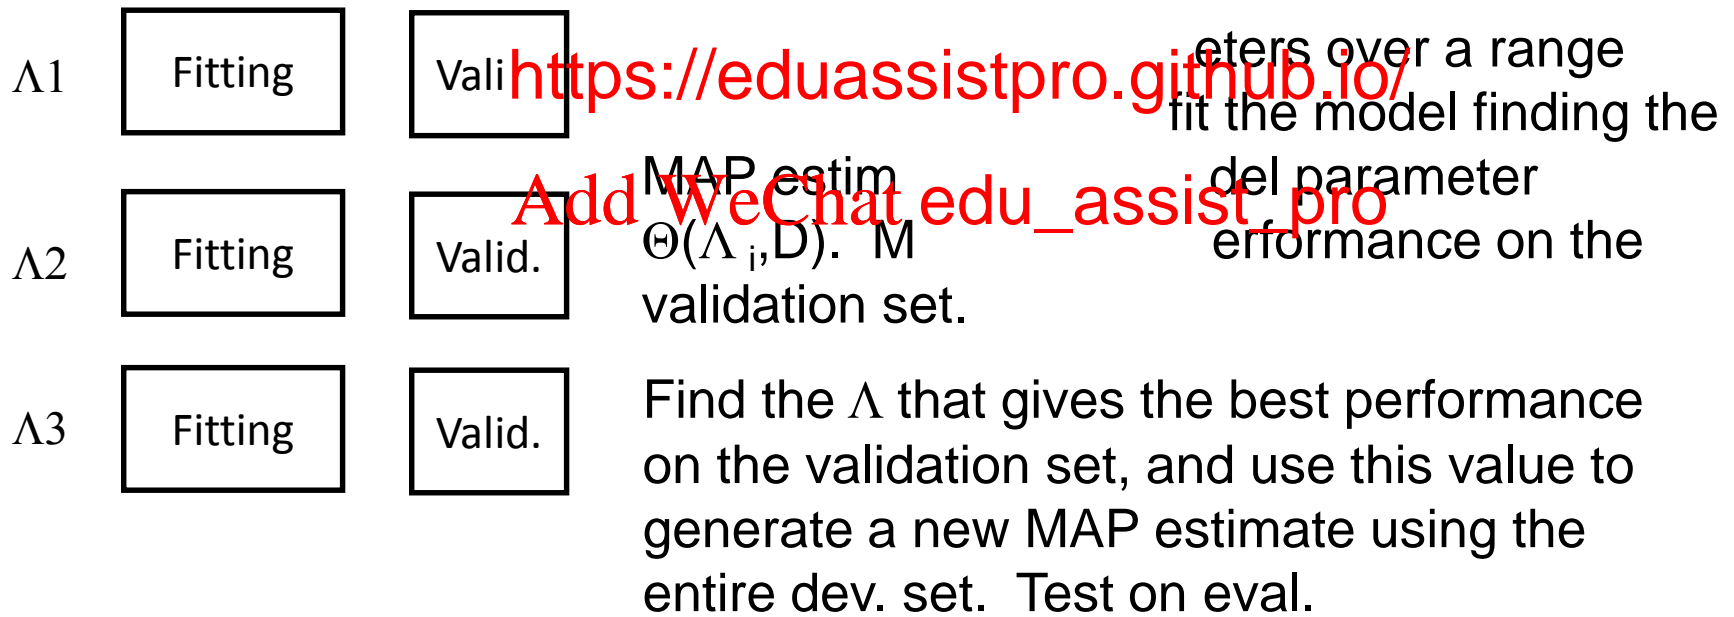 Λ1 Fitting Vali
https://eduassistpro.github.io/
eters over a range
fit the model finding the
MAP estim del parameter
Add WeChat edu_assist_pro
Λ2 Fitting Valid.
Θ(Λ i,D). M erformance on the
validation set.
Λ3 Fitting Valid.
Find the Λ that gives the best performance
on the validation set, and use this value to
generate a new MAP estimate using the
entire dev. set. Test on eval.